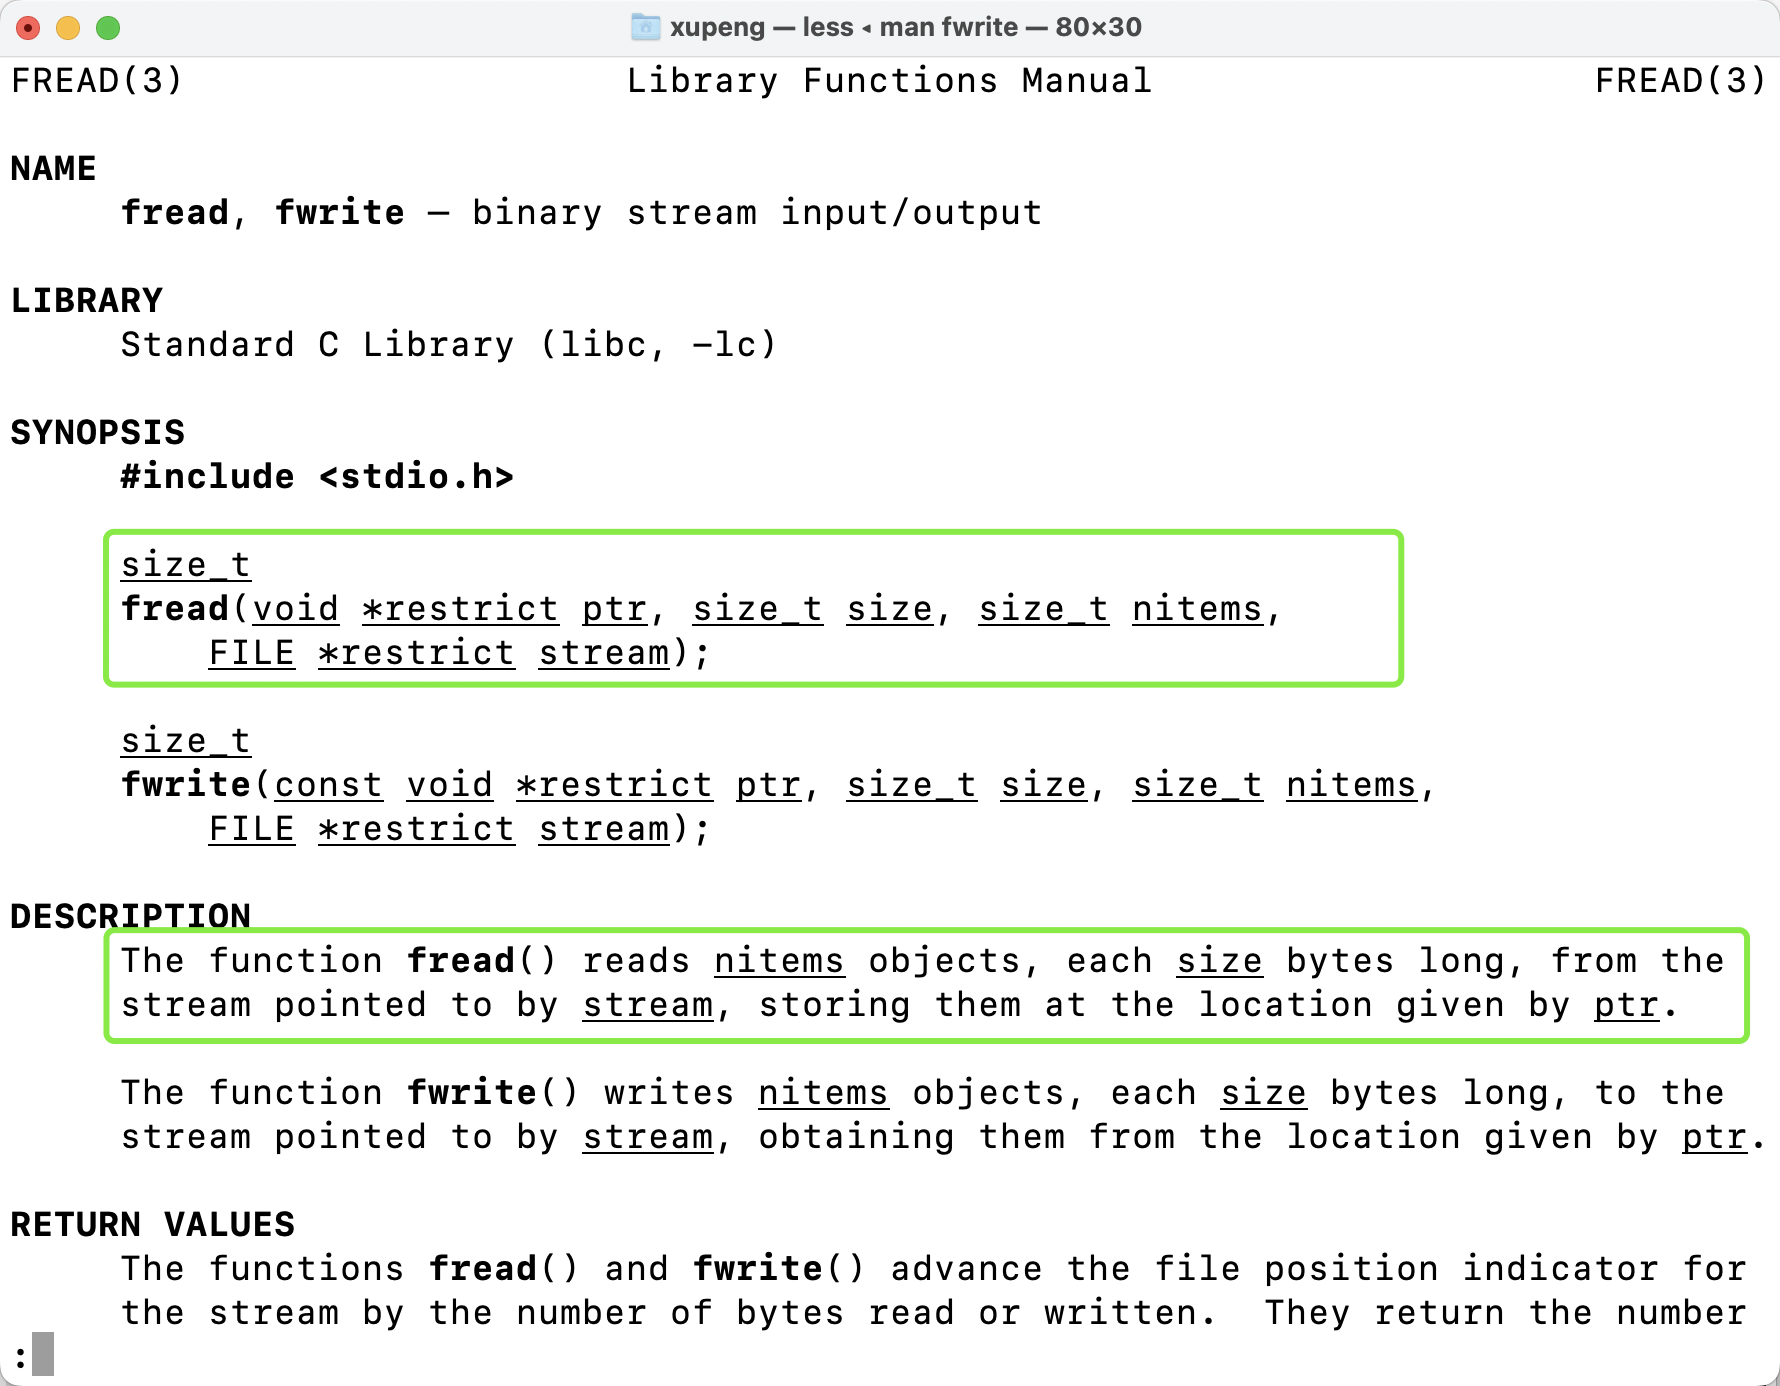 xupeng — less ◂ man fwrite — 80×30
FREAD(3) Library Functions Manual FREAD(3)
NAME
fread, fwrite – binary stream input/output
LIBRARY
Standard C Library (libc, -lc)
SYNOPSIS
#include <stdio.h>
size_t
fread(void *restrict ptr, size_t size, size_t nitems,
FILE *restrict stream);
size_t
fwrite(const void *restrict ptr, size_t size, size_t nitems,
FILE *restrict stream);
DESCRIPTION
The function fread() reads nitems objects, each size bytes long, from the
stream pointed to by stream, storing them at the location given by ptr.
The function fwrite() writes nitems objects, each size bytes long, to the
stream pointed to by stream, obtaining them from the location given by ptr.
RETURN VALUES
The functions fread() and fwrite() advance the file position indicator for
the stream by the number of bytes read or written.  They return the number
: